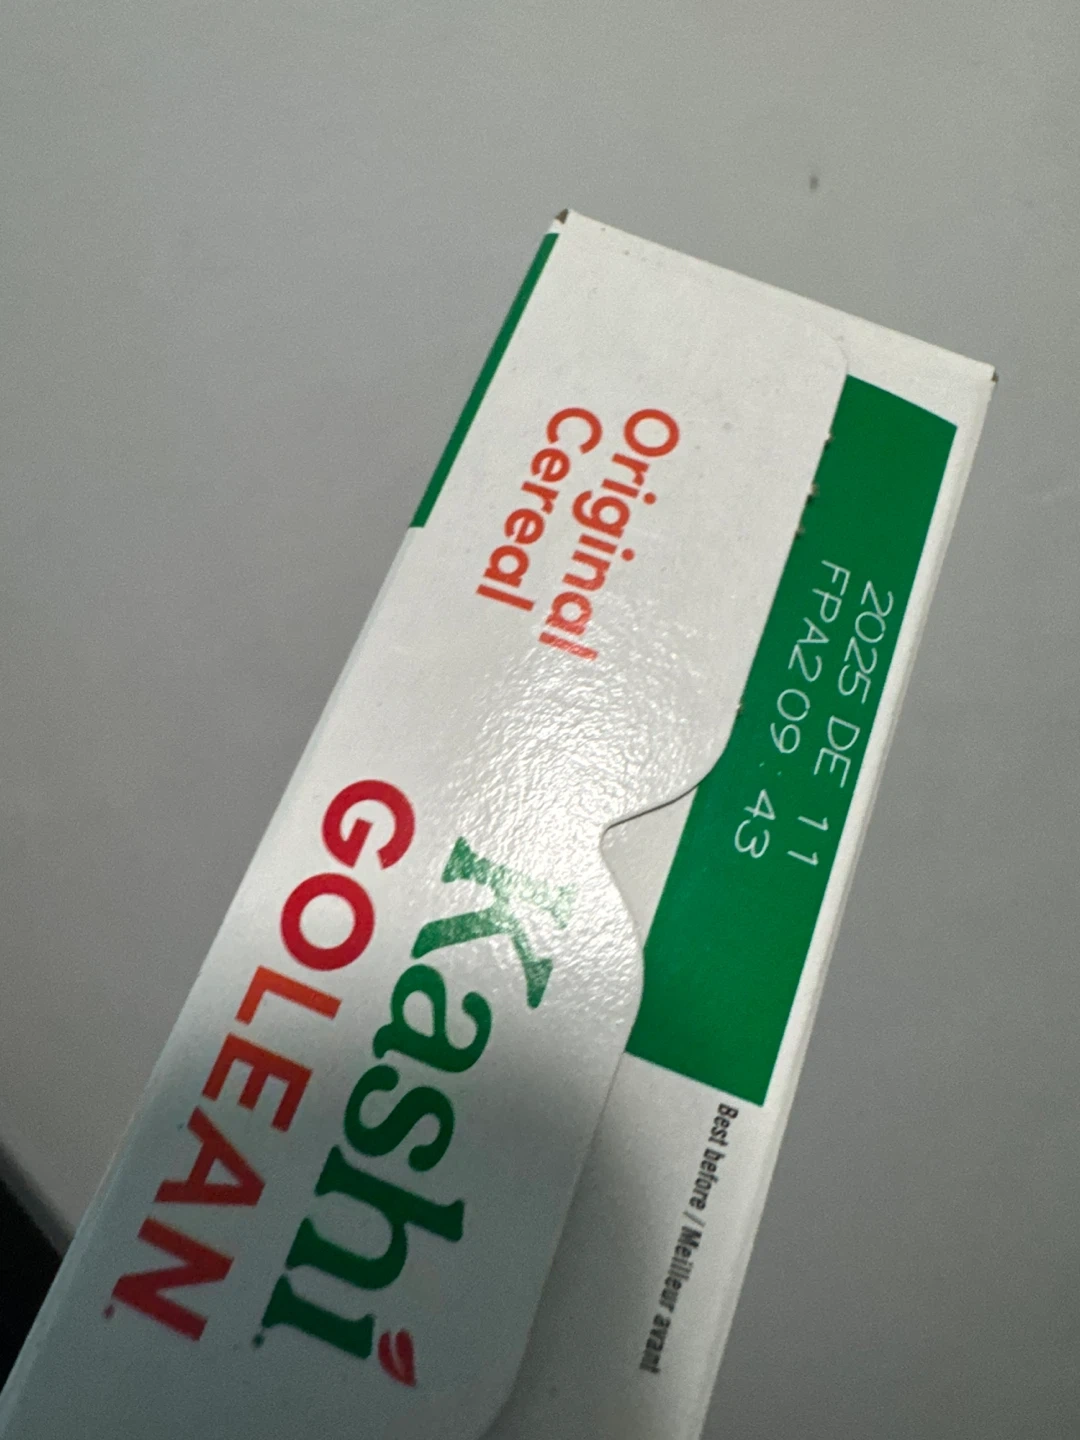 2025 DE 11
FPA2 09:43
Original
Cereal
Kashi
GOLEAN
Best before / Meilleur avant